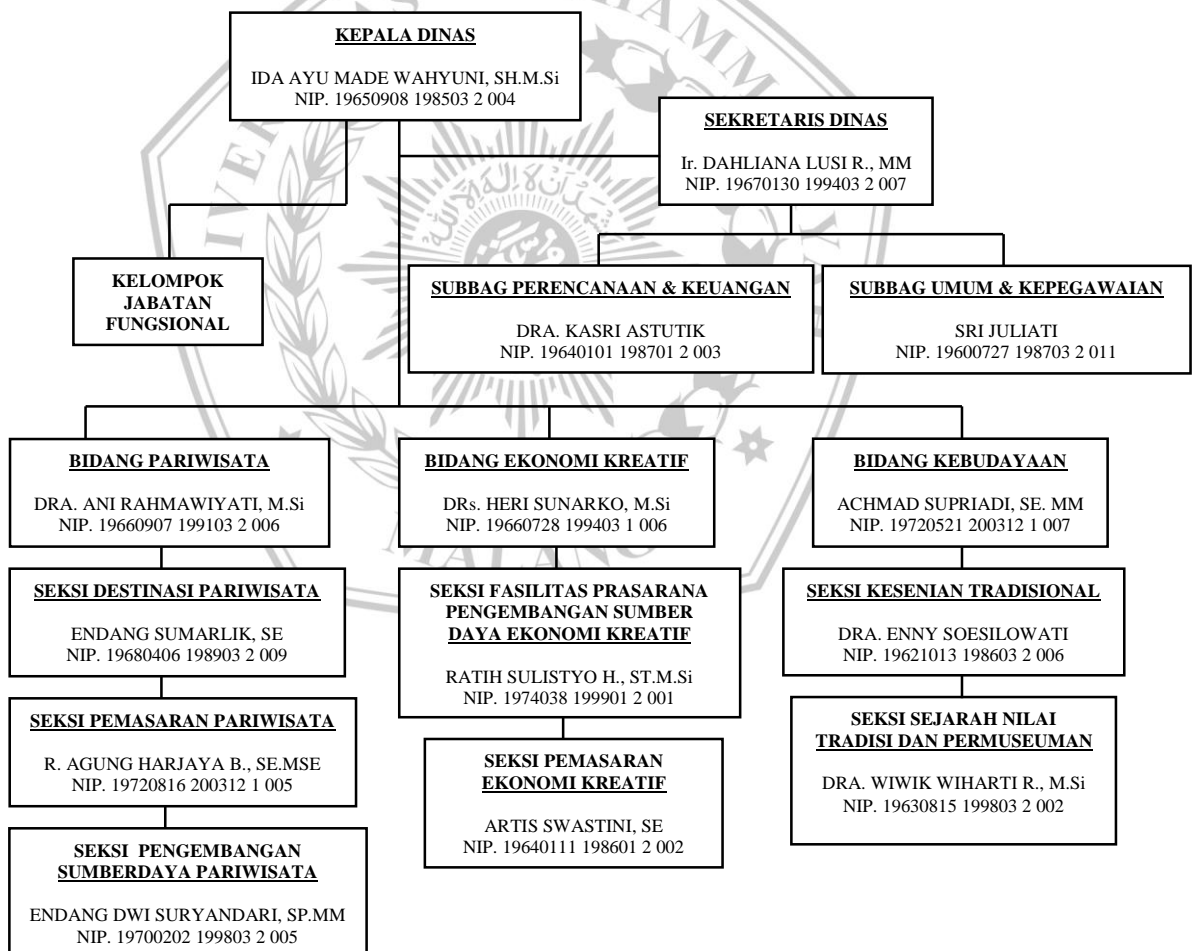 KEPALA DINAS
IDA AYU MADE WAHYUNI, SH.M.Si
NIP. 19650908 198503 2 004
SEKRETARIS DINAS
Ir. DAHLIANA LUSI R., MM
NIP. 19670130 199403 2 007
KELOMPOK
JABATAN
FUNGSIONAL
SUBBAG PERENCANAAN & KEUANGAN
DRA. KASRI ASTUTIK
NIP. 19640101 198701 2 003
SUBBAG UMUM & KEPEGAWAIAN
SRI JULIATI
NIP. 19600727 198703 2 011
BIDANG PARIWISATA
DRA. ANI RAHMAWIYATI, M.Si
NIP. 19660907 199103 2 006
BIDANG EKONOMI KREATIF
DRs. HERI SUNARKO, M.Si
NIP. 19660728 199403 1 006
BIDANG KEBUDAYAAN
ACHMAD SUPRIADI, SE. MM
NIP. 19720521 200312 1 007
SEKSI DESTINASI PARIWISATA
ENDANG SUMARLIK, SE
NIP. 19680406 198903 2 009
SEKSI FASILITAS PRASARANA
PENGEMBANGAN SUMBER
DAYA EKONOMI KREATIF
RATIH SULISTYO H., ST.M.Si
NIP. 1974038 199901 2 001
SEKSI KESENIAN TRADISIONAL
DRA. ENNY SOESILOWATI
NIP. 19621013 198603 2 006
SEKSI PEMASARAN PARIWISATA
R. AGUNG HARJAYA B., SE.MSE
NIP. 19720816 200312 1 005
SEKSI PEMASARAN
EKONOMI KREATIF
ARTIS SWASTINI, SE
NIP. 19640111 198601 2 002
SEKSI SEJARAH NILAI
TRADISI DAN PERMUSEUMAN
DRA. WIWIK WIHARTI R., M.Si
NIP. 19630815 199803 2 002
SEKSI PENGEMBANGAN
SUMBERDAYA PARIWISATA
ENDANG DWI SURYANDARI, SP.MM
NIP. 19700202 199803 2 005
MALANG